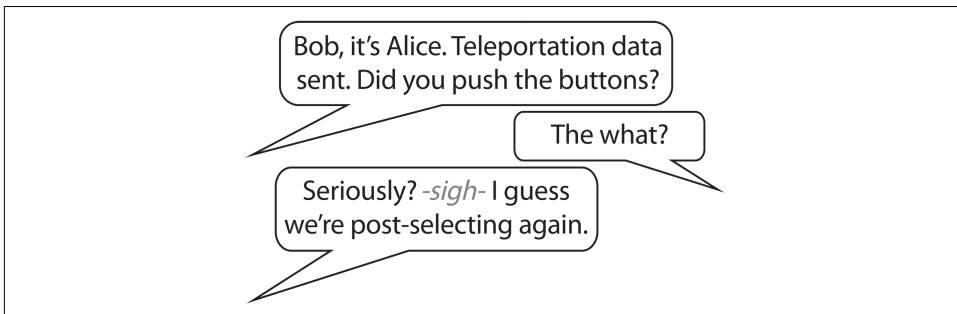 Bob, it's Alice. Teleportation data
sent. Did you push the buttons?
The what?
Seriously? -sigh- I guess
we're post-selecting again.